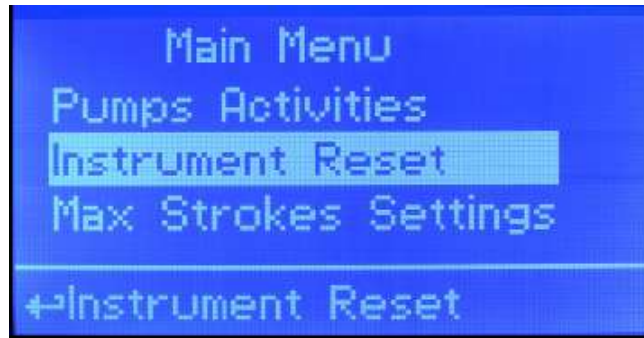 Main Menu
Pumps Activities
Instrument Reset
Max Strokes Settings
↵Instrument Reset